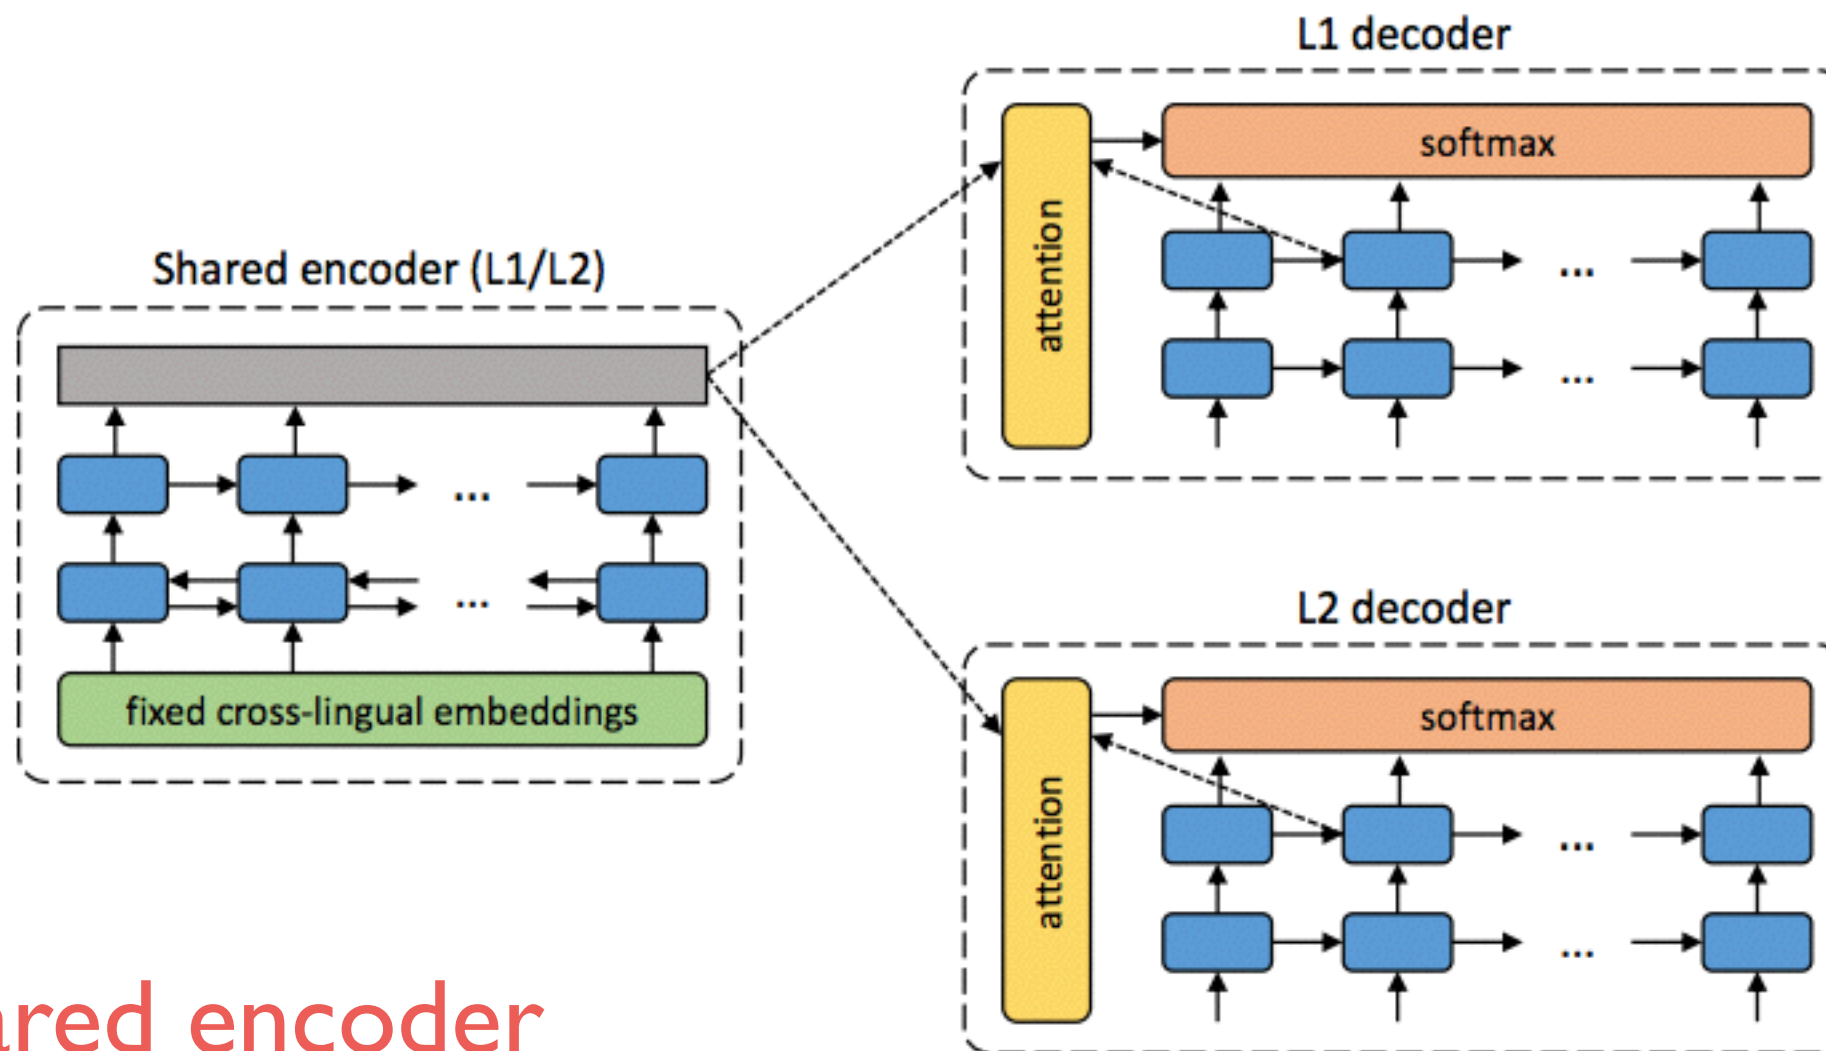 L1 decoder
softmax
attention
...
...
Shared encoder (L1/L2)
...
...
fixed cross-lingual embeddings
L2 decoder
softmax
attention
...
...
ared encoder